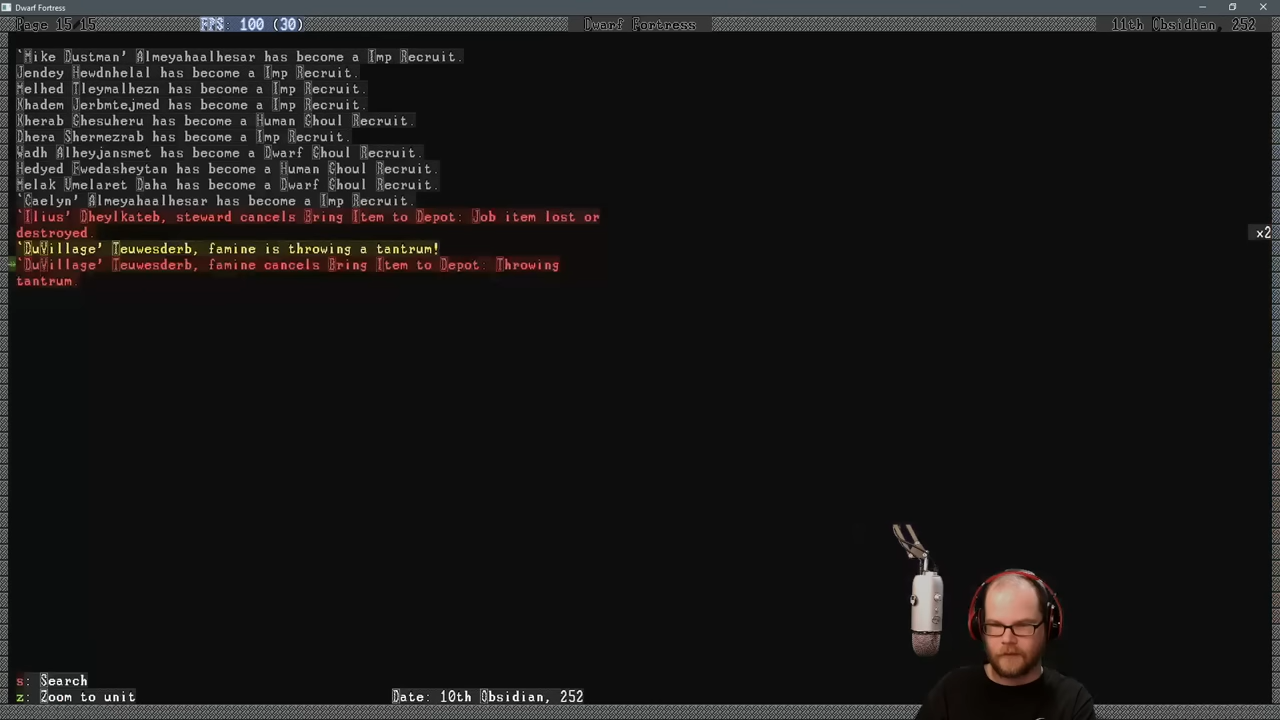 Dwarf Fortress
Page 15/15 FPS: 100 (30) Dwarf Fortress 11th Obsidian, 252
`Mike Dustman' Almeyahaalhesar has become a Imp Recruit.
Jendey Hewdnhelal has become a Imp Recruit.
Melhed Tleymalhezn has become a Imp Recruit.
Khadem Jerbmtejmed has become a Imp Recruit.
Kherab Ghesuheru has become a Human Ghoul Recruit.
Dhera Shermezrab has become a Imp Recruit.
Wadh Alheyjansmet has become a Dwarf Ghoul Recruit.
Hedyed Ewedasheytan has become a Human Ghoul Recruit.
Melak Umelaret Daha has become a Dwarf Ghoul Recruit.
`Caelyn' Almeyahaalhesar has become a Imp Recruit.
`Ilius' Dheylkateb, steward cancels Bring Item to Depot: Job item lost or
destroyed. x2
`DuVillage' Teuwesderb, famine is throwing a tantrum!
`DuVillage' Teuwesderb, famine cancels Bring Item to Depot: Throwing
tantrum.
s: Search
z: Zoom to unit Date: 10th Obsidian, 252